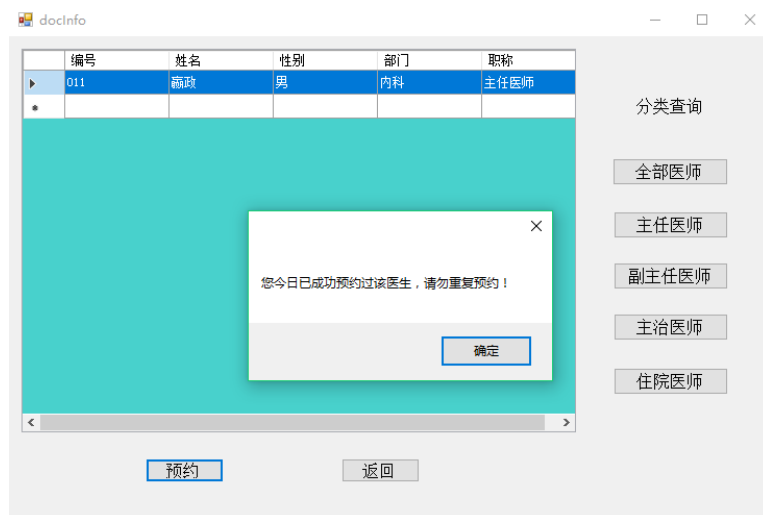 docInfo
编号 姓名 性别 部门 职称
011 嬴政 男 内科 主任医师
分类查询
全部医师
主任医师
副主任医师
主治医师
住院医师
您今日已成功预约过该医生，请勿重复预约！
确定
预约 返回